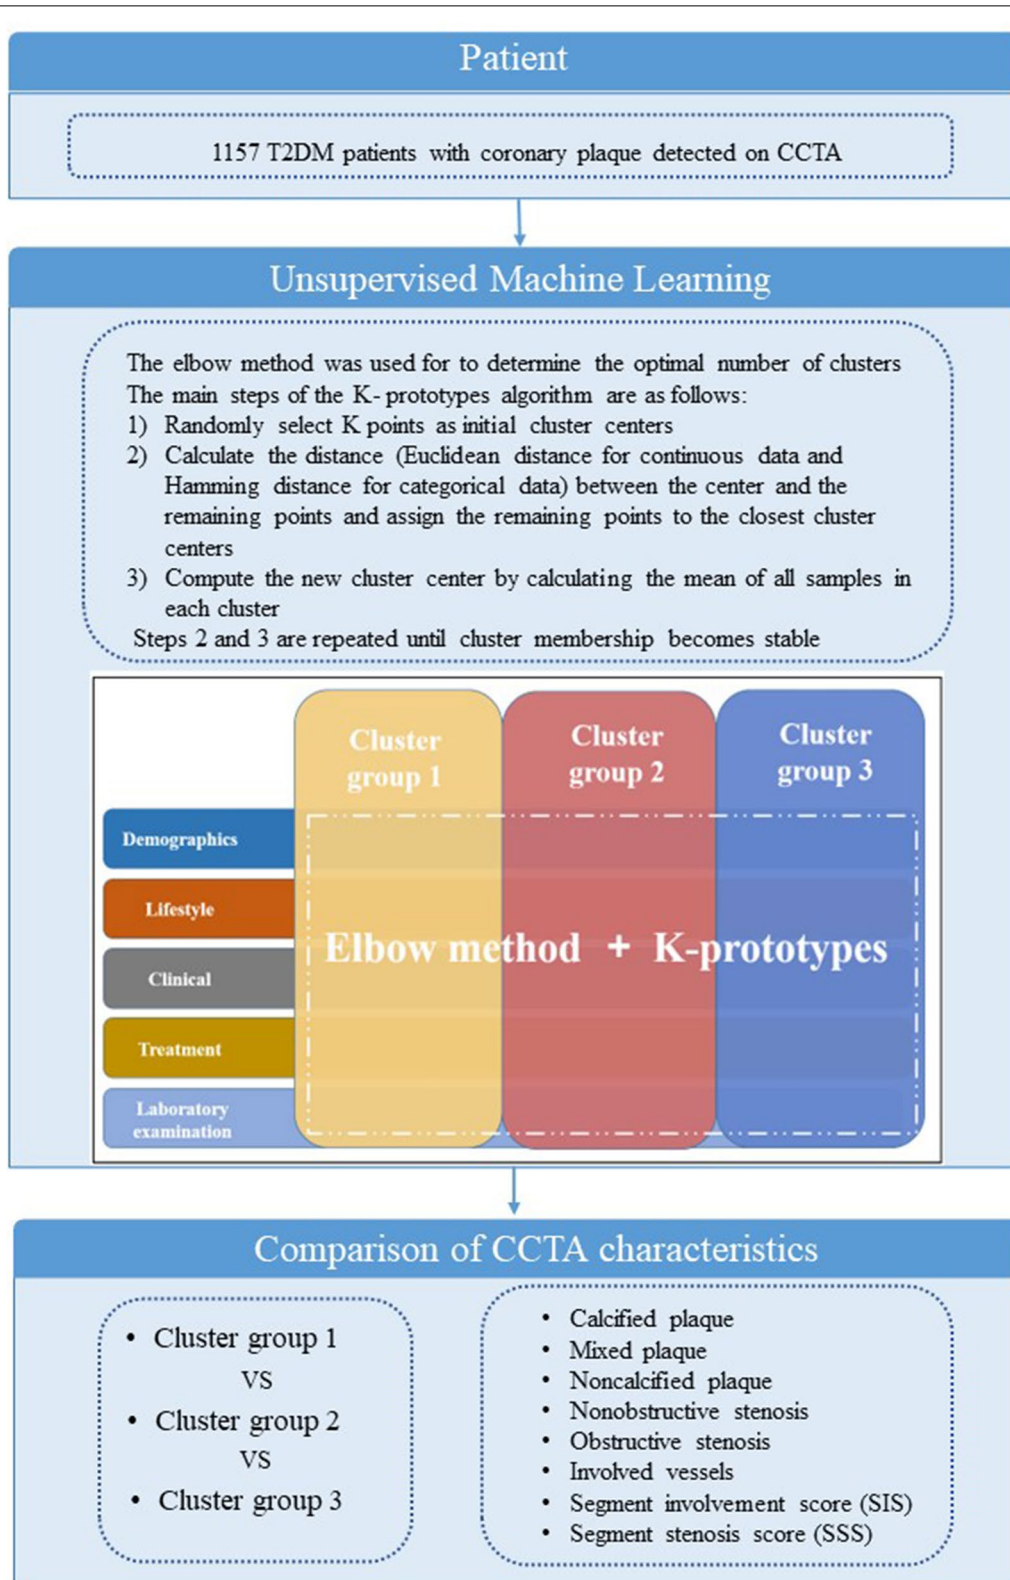 Patient
1157 T2DM patients with coronary plaque detected on CCTA
Unsupervised Machine Learning
The elbow method was used for to determine the optimal number of clusters
The main steps of the K- prototypes algorithm are as follows:
1) Randomly select K points as initial cluster centers
2) Calculate the distance (Euclidean distance for continuous data and
Hamming distance for categorical data) between the center and the
remaining points and assign the remaining points to the closest cluster
centers
3) Compute the new cluster center by calculating the mean of all samples in
each cluster
Steps 2 and 3 are repeated until cluster membership becomes stable
Cluster
group 1
Cluster
group 2
Cluster
group 3
Demographics
Lifestyle
Clinical
Treatment
Laboratory
examination
Elbow method + K-prototypes
Comparison of CCTA characteristics
• Cluster group 1
VS
• Cluster group 2
VS
• Cluster group 3
• Calcified plaque
• Mixed plaque
• Noncalcified plaque
• Nonobstructive stenosis
• Obstructive stenosis
• Involved vessels
• Segment involvement score (SIS)
• Segment stenosis score (SSS)